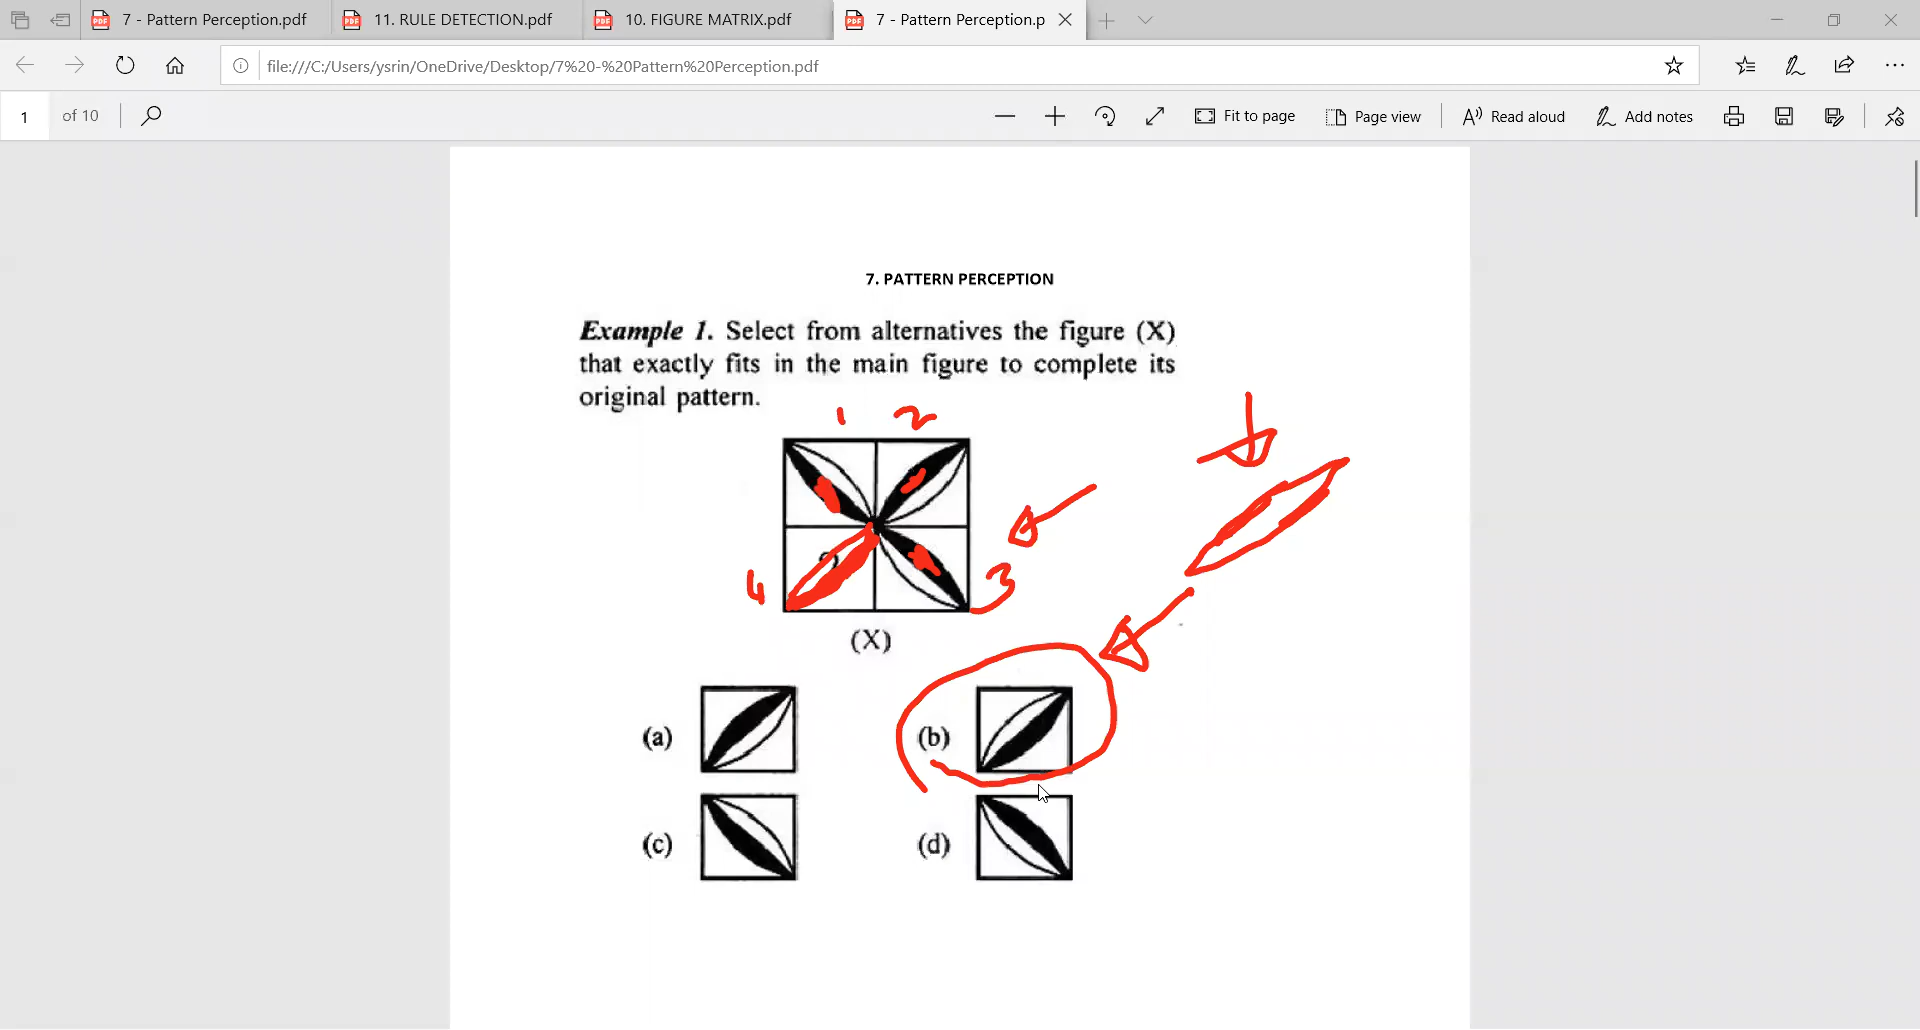 7 - Pattern Perception.pdf
11. RULE DETECTION.pdf
10. FIGURE MATRIX.pdf
7 - Pattern Perception.p
file:///C:/Users/ysrin/OneDrive/Desktop/7%20-%20Pattern%20Perception.pdf
1 of 10
Fit to page
Page view
Read aloud
Add notes
7. PATTERN PERCEPTION
Example 1. Select from alternatives the figure (X)
that exactly fits in the main figure to complete its
original pattern.
1 2
?
4 3
(X)
(a) (b)
(c) (d)